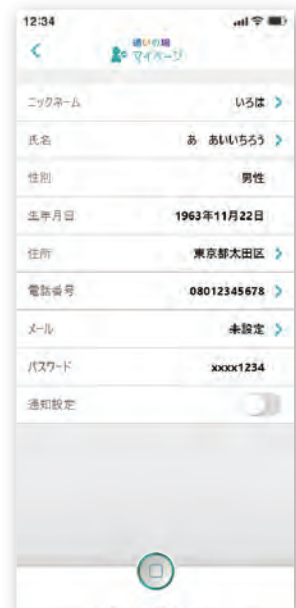 12:34
通いの場
マイページ
ニックネーム いろは
氏名 あ あいいちろう
性別 男性
生年月日 1963年11月22日
住所 東京都太田区
電話番号 08012345678
メール 未設定
パスワード xxxx1234
通知設定